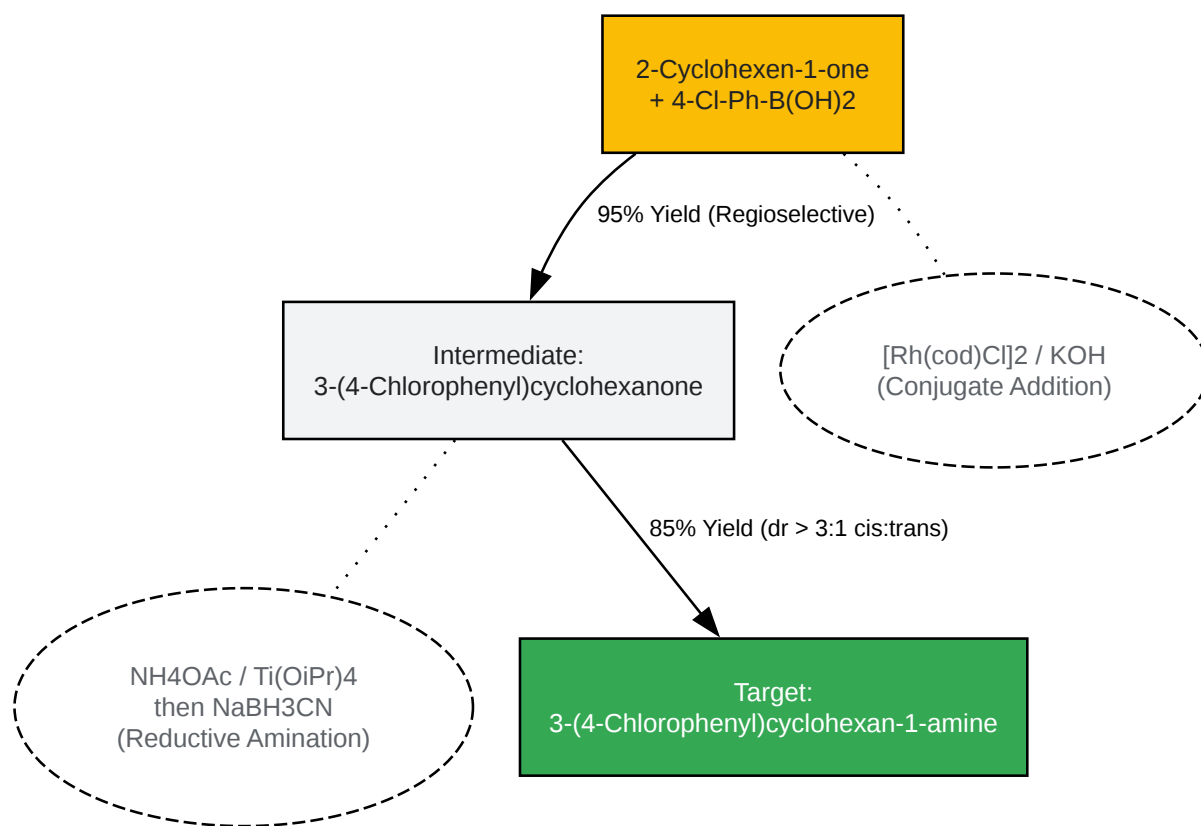 2-Cyclohexen-1-one
+ 4-Cl-Ph-B(OH)2
95% Yield (Regioselective)
Intermediate:
3-(4-Chlorophenyl)cyclohexanone
[Rh(cod)Cl]2 / KOH
(Conjugate Addition)
85% Yield (dr > 3:1 cis:trans)
NH4OAc / Ti(OiPr)4
then NaBH3CN
(Reductive Amination)
Target:
3-(4-Chlorophenyl)cyclohexan-1-amine